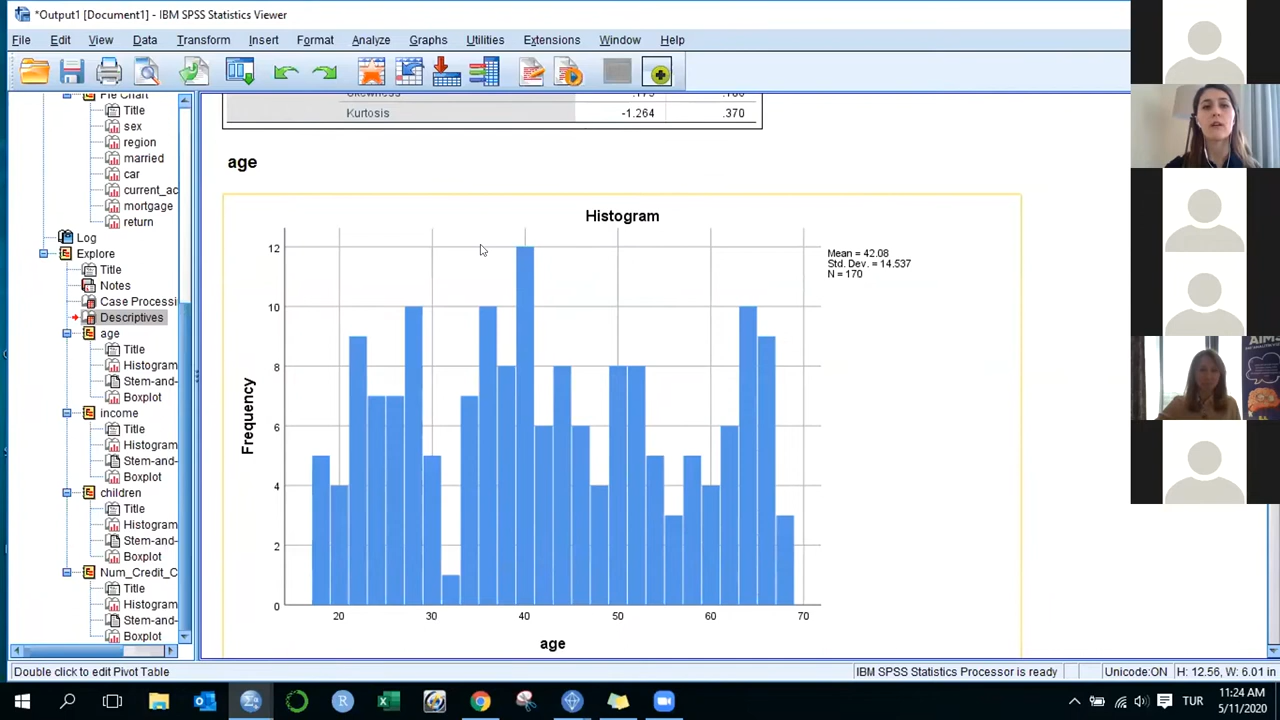 *Output1 [Document1] - IBM SPSS Statistics Viewer
File Edit View Data Transform Insert Format Analyze Graphs Utilities Extensions Window Help
Pie Chart
Title
sex
region
married
car
current_ac
mortgage
return
Log
Explore
Title
Notes
Case Processi
Descriptives
age
Title
Histogram
Stem-and-
Boxplot
income
Title
Histogram
Stem-and-
Boxplot
children
Title
Histogram
Stem-and-
Boxplot
Num_Credit_C
Title
Histogram
Stem-and-
Boxplot
Skewness
Kurtosis -1.264 .370
age
Histogram
Mean = 42.08
Std. Dev. = 14.537
N = 170
Frequency
12
10
8
6
4
2
0
20 30 40 50 60 70
age
Double click to edit Pivot Table
IBM SPSS Statistics Processor is ready
Unicode:ON
H: 12.56, W: 6.01 in
TUR
11:24 AM
5/11/2020